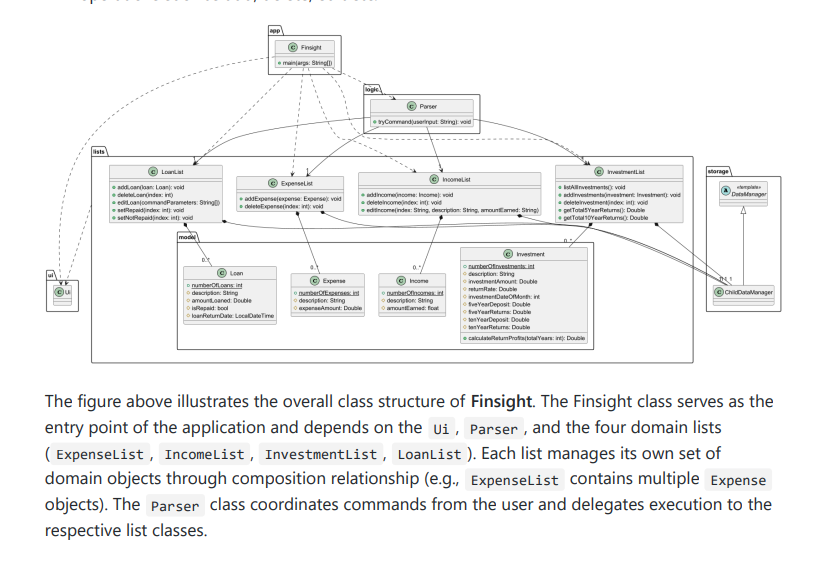 app
C Finsight
main(args: String[])
logic
C Parser
tryCommand(userInput: String): void
lists
C LoanList
addLoan(loan: Loan): void
deleteLoan(index: int)
editLoan(commandParameters: String[])
setRepaid(index: int): void
setNotRepaid(index: int): void
C ExpenseList
addExpense(expense: Expense): void
deleteExpense(index: int): void
C IncomeList
addIncome(income: Income): void
deleteIncome(index: int): void
editIncome(index: String, description: String, amountEarned: String)
C InvestmentList
listAllInvestments(): void
addInvestments(investment: Investment): void
deleteInvestment(index: int): void
getTotal5YearReturns(): Double
getTotal10YearReturns(): Double
storage
A «template»
DataManager
model
0..*
0..*
0..*
0..*
C Loan
numberOfLoans: int
description: String
amountLoaned: Double
isRepaid: bool
loanReturnDate: LocalDateTime
C Expense
numberOfExpenses: int
description: String
expenseAmount: Double
C Income
numberOfIncomes: int
description: String
amountEarned: float
C Investment
numberOfInvestments: int
description: String
investmentAmount: Double
returnRate: Double
investmentDateOfMonth: int
fiveYearDeposit: Double
fiveYearReturns: Double
tenYearDeposit: Double
tenYearReturns: Double
calculateReturnProfits(totalYears: int): Double
ui
C Ui
C ChildDataManager
The figure above illustrates the overall class structure of Finsight. The Finsight class serves as the
entry point of the application and depends on the Ui, Parser, and the four domain lists
(ExpenseList, IncomeList, InvestmentList, LoanList). Each list manages its own set of
domain objects through composition relationship (e.g., ExpenseList contains multiple Expense
objects). The Parser class coordinates commands from the user and delegates execution to the
respective list classes.